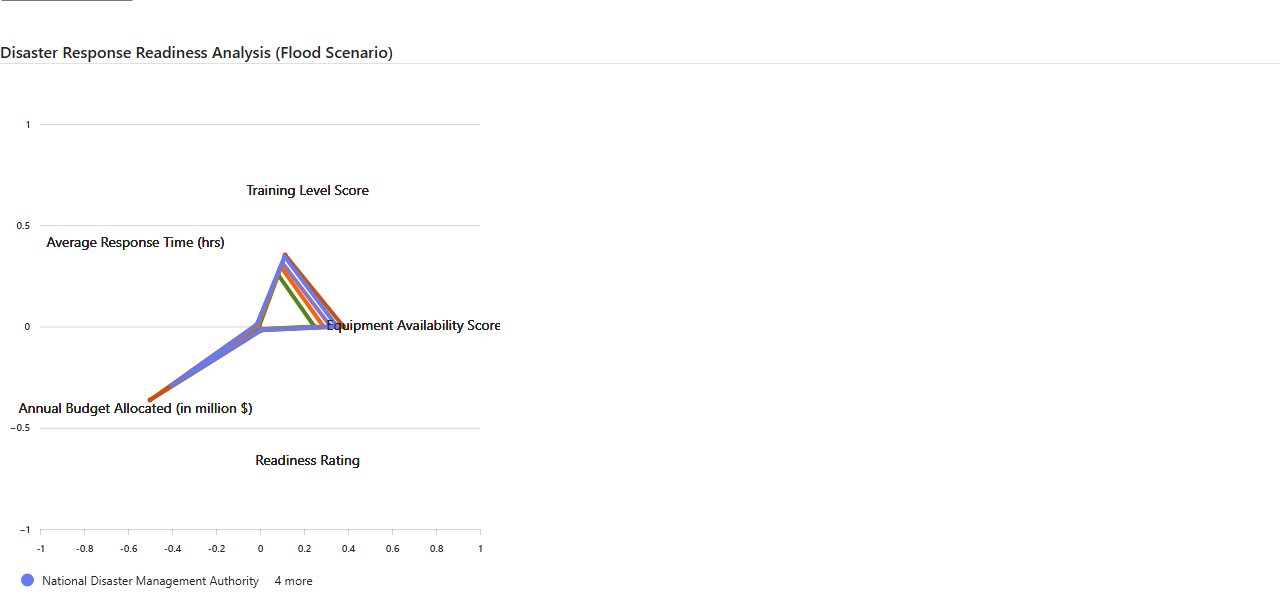 Disaster Response Readiness Analysis (Flood Scenario)
1
Training Level Score
0.5
Average Response Time (hrs)
0
Equipment Availability Score
Annual Budget Allocated (in million $)
−0.5
Readiness Rating
−1
-1 -0.8 -0.6 -0.4 -0.2 0 0.2 0.4 0.6 0.8 1
National Disaster Management Authority 4 more